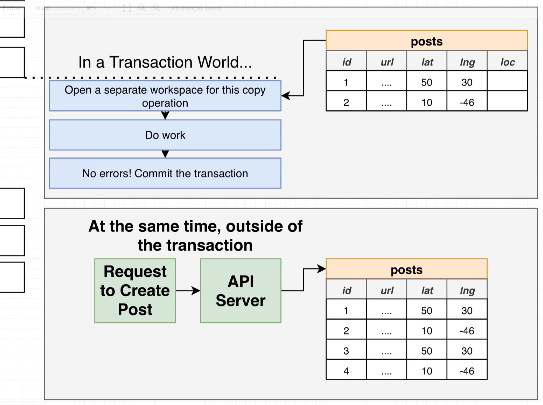 In a Transaction World...
Open a separate workspace for this copy
operation
Do work
No errors! Commit the transaction
posts
id url lat lng loc
1 .... 50 30
2 .... 10 -46
At the same time, outside of
the transaction
Request
to Create
Post
API
Server
posts
id url lat lng
1 .... 50 30
2 .... 10 -46
3 .... 50 30
4 .... 10 -46